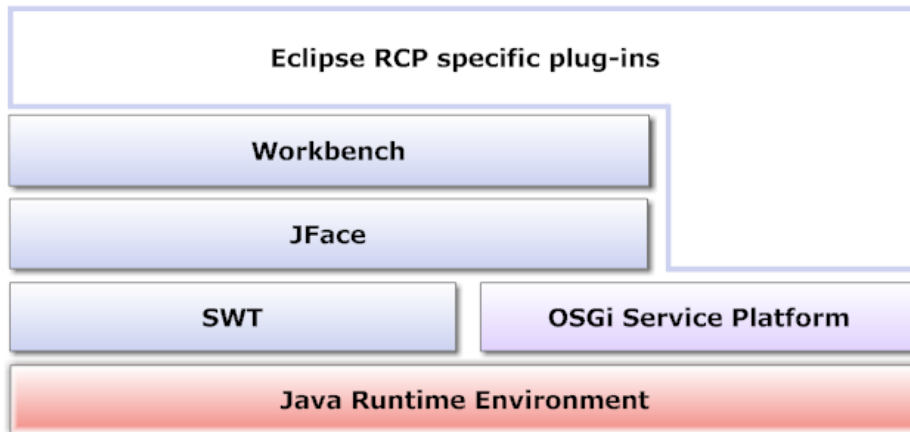 Eclipse RCP specific plug-ins
Workbench
JFace
SWT
OSGi Service Platform
Java Runtime Environment